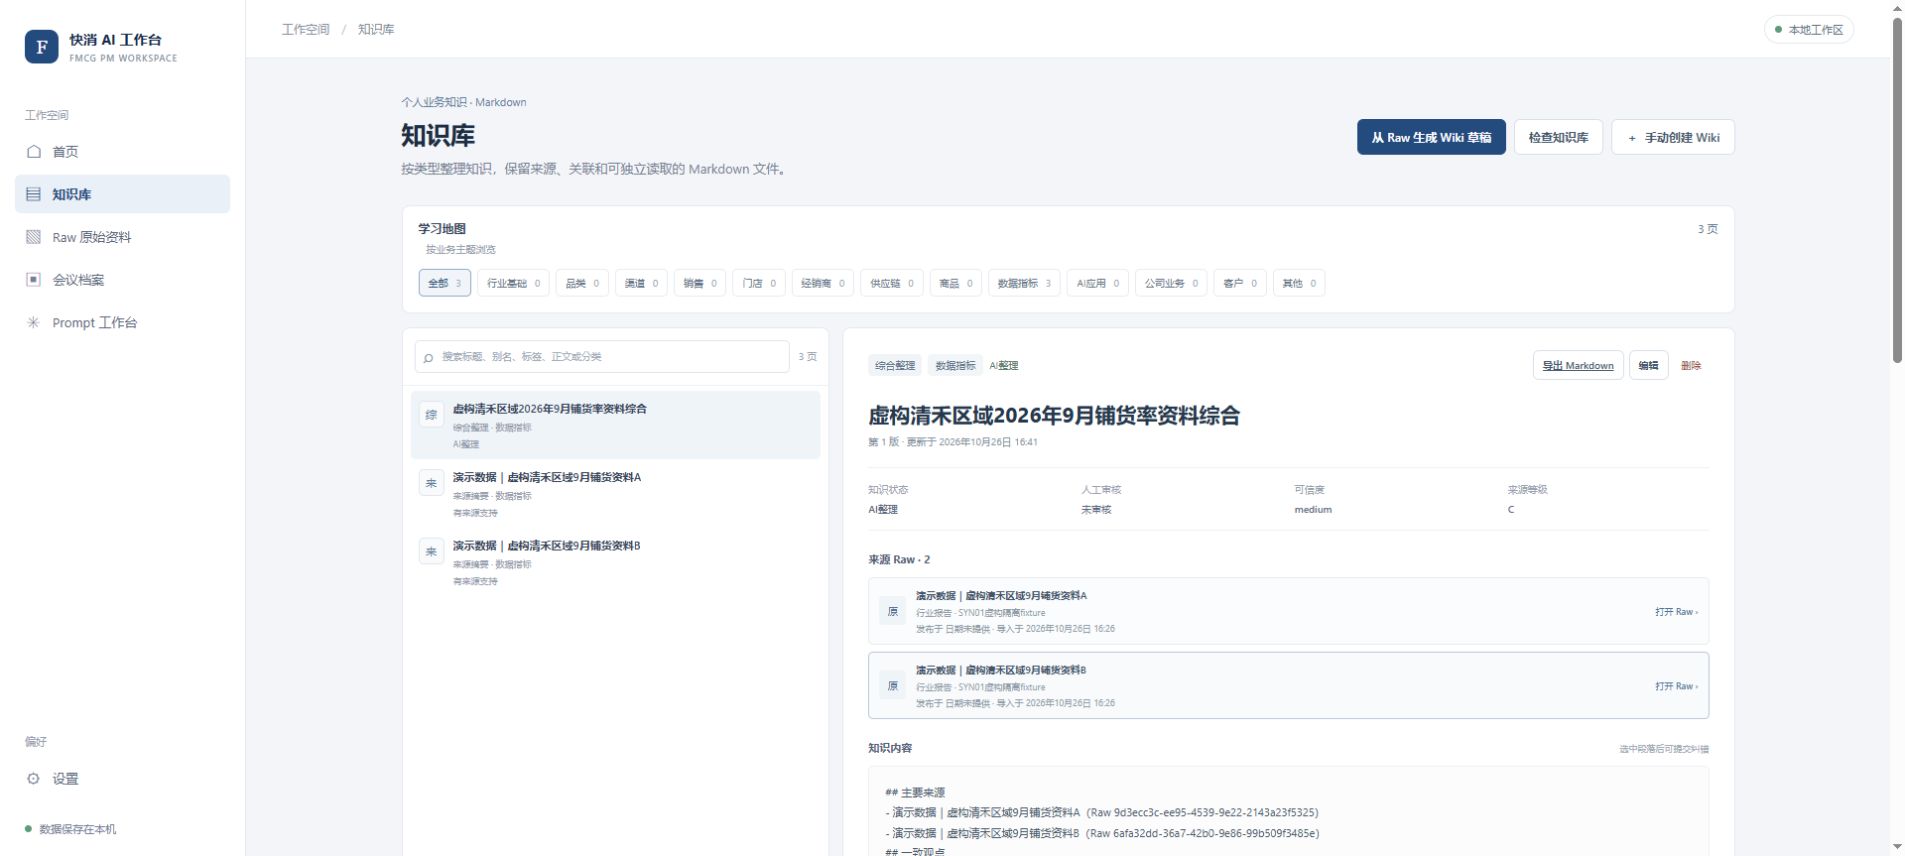 F
快消 AI 工作台
FMCG PM WORKSPACE
工作空间
首页
知识库
Raw 原始资料
会议档案
Prompt 工作台
偏好
设置
数据保存在本机
工作空间 / 知识库
本地工作区
个人业务知识 · Markdown
知识库
按类型整理知识，保留来源、关联和可独立读取的 Markdown 文件。
从 Raw 生成 Wiki 草稿
检查知识库
+ 手动创建 Wiki
学习地图
3 页
按业务主题浏览
全部 3
行业基础 0
品类 0
渠道 0
销售 0
门店 0
经销商 0
供应链 0
商品 0
数据指标 3
AI应用 0
公司业务 0
客户 0
其他 0
搜索标题、别名、标签、正文或分类
3 页
综
虚构清禾区域2026年9月铺货率资料综合
综合整理 · 数据指标
AI整理
来
演示数据 | 虚构清禾区域9月铺货资料A
来源摘要 · 数据指标
有来源支持
来
演示数据 | 虚构清禾区域9月铺货资料B
来源摘要 · 数据指标
有来源支持
综合整理
数据指标
AI整理
导出 Markdown
编辑
删除
虚构清禾区域2026年9月铺货率资料综合
第 1 版 · 更新于 2026年10月26日 16:41
知识状态
AI整理
人工审核
未审核
可信度
medium
来源等级
C
来源 Raw · 2
原
演示数据 | 虚构清禾区域9月铺货资料A
行业报告 · SYN01虚构隔离fixture
发布于 日期未提供 · 导入于 2026年10月26日 16:26
打开 Raw ›
原
演示数据 | 虚构清禾区域9月铺货资料B
行业报告 · SYN01虚构隔离fixture
发布于 日期未提供 · 导入于 2026年10月26日 16:26
打开 Raw ›
知识内容
选中段落后可提交纠错
## 主要来源
- 演示数据 | 虚构清禾区域9月铺货资料A（Raw 9d3ecc3c-ee95-4539-9e22-2143a23f5325）
- 演示数据 | 虚构清禾区域9月铺货资料B（Raw 6afa32dd-36a7-42b0-9e86-99b509f3485e）
## 一致观点